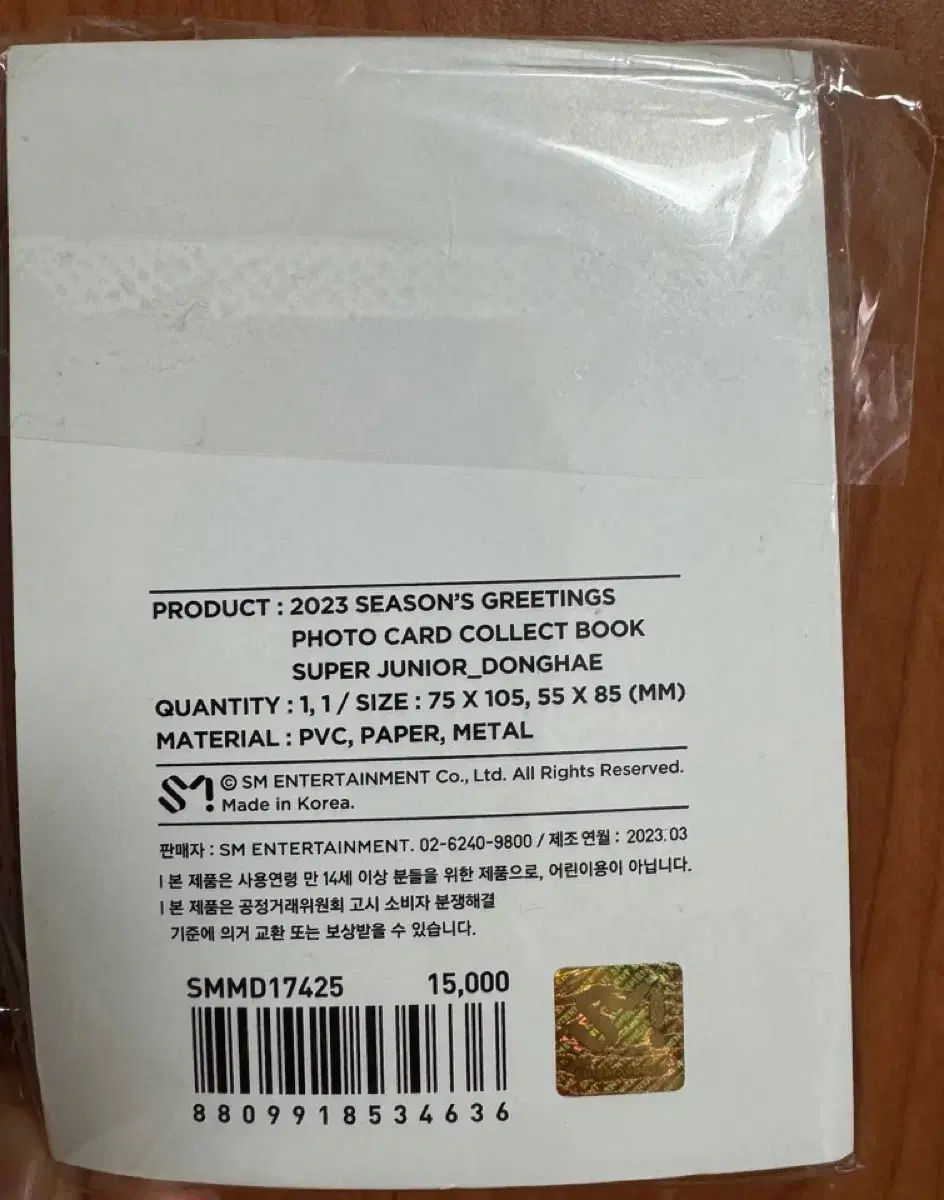 PRODUCT : 2023 SEASON'S GREETINGS
PHOTO CARD COLLECT BOOK
SUPER JUNIOR_DONGHAE
QUANTITY : 1, 1 / SIZE : 75 X 105, 55 X 85 (MM)
MATERIAL : PVC, PAPER, METAL
SM! © SM ENTERTAINMENT Co., Ltd. All Rights Reserved.
Made in Korea.
판매자 : SM ENTERTAINMENT. 02-6240-9800 / 제조연월 : 2023.03
| 본 제품은 사용연령 만 14세 이상 분들을 위한 제품으로, 어린이용이 아닙니다.
| 본 제품은 공정거래위원회 고시 소비자 분쟁해결
기준에 의거 교환 또는 보상받을 수 있습니다.
SMMD17425 15,000
SM
8809918534636